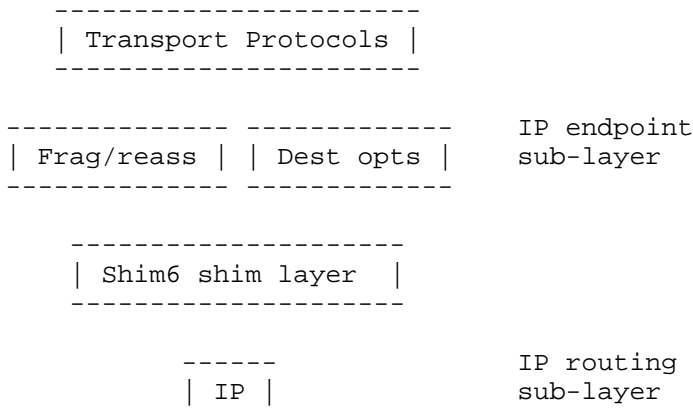 -----------------------
| Transport Protocols |
-----------------------
-------------- ------------- IP endpoint
| Frag/reass | | Dest opts | sub-layer
-------------- -------------
---------------------
| Shim6 shim layer  |
---------------------
------ IP routing
| IP | sub-layer